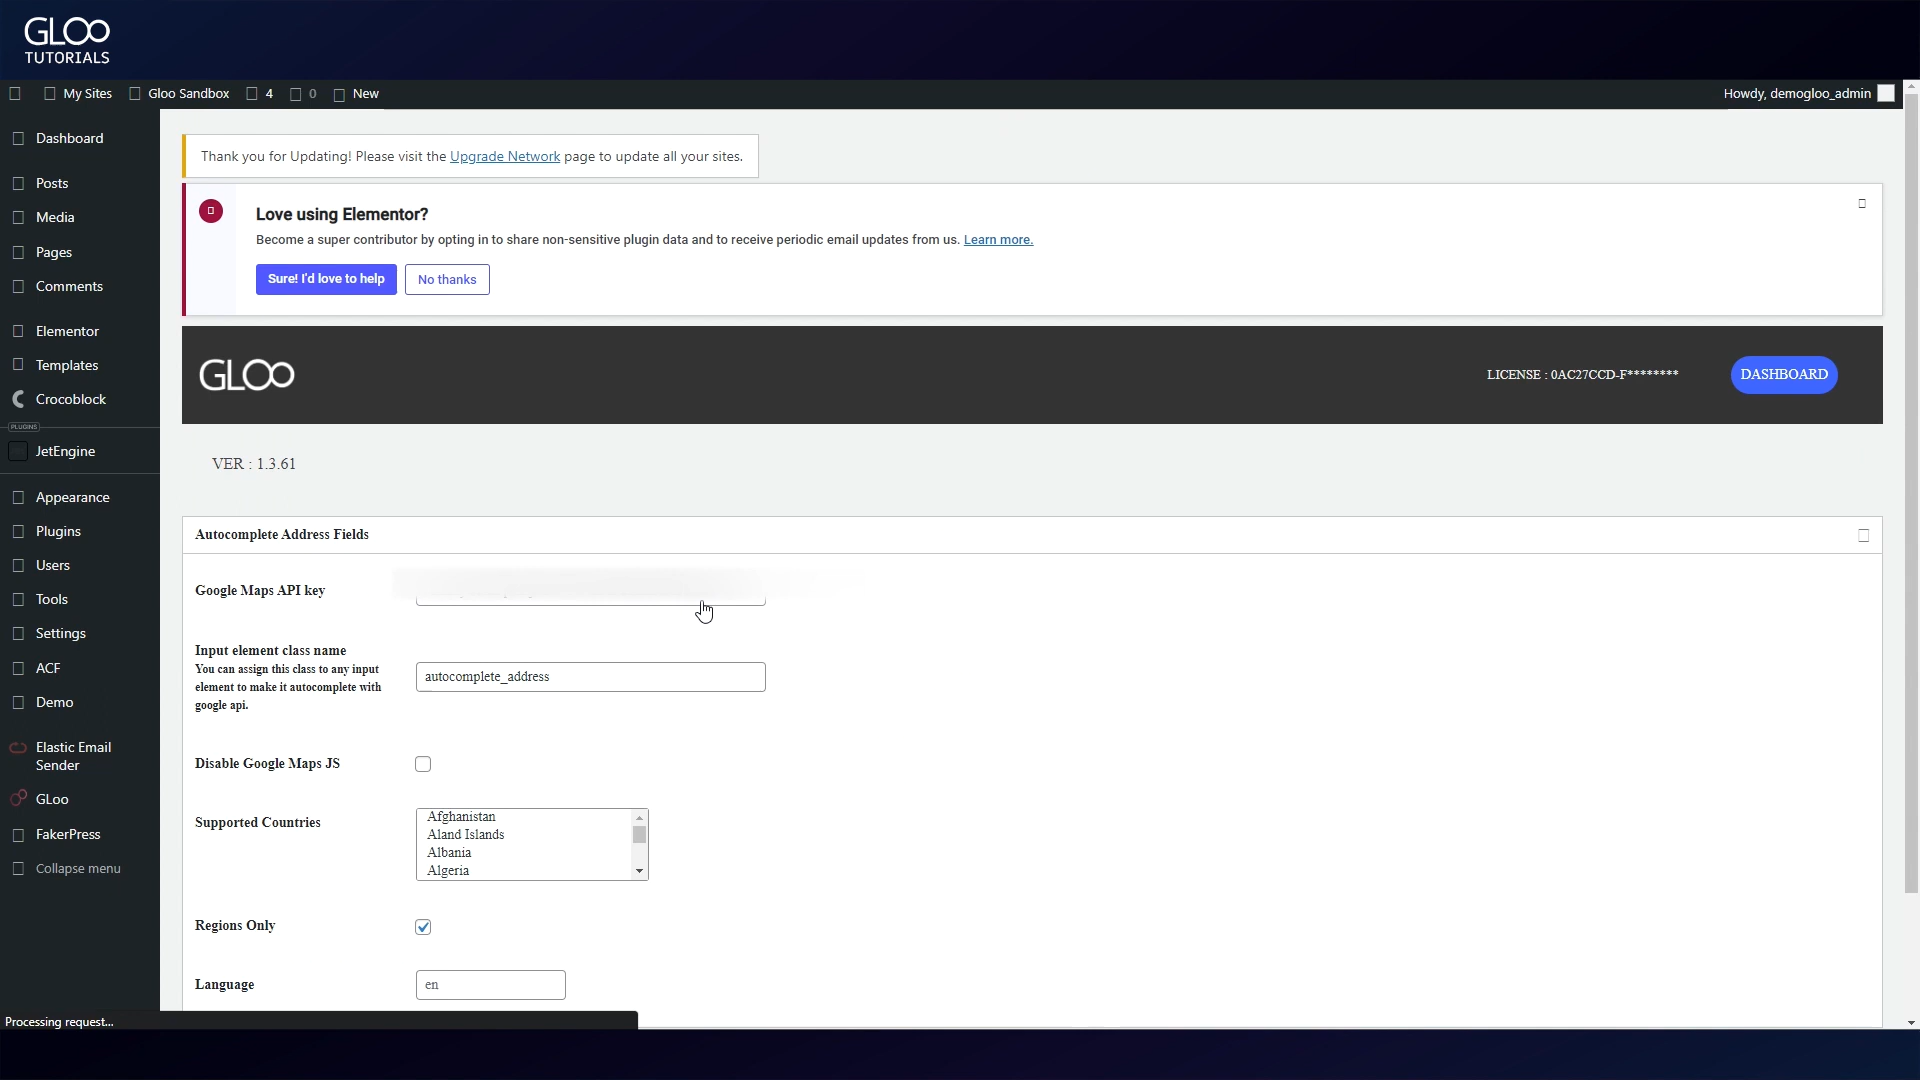 GLOO
TUTORIALS
My Sites
Gloo Sandbox
4
0
New
Howdy, demogloo_admin
Dashboard
Posts
Media
Pages
Comments
Elementor
Templates
Crocoblock
PLUGINS
JetEngine
Appearance
Plugins
Users
Tools
Settings
ACF
Demo
Elastic Email
Sender
GLoo
FakerPress
Collapse menu
Processing request...
Thank you for Updating! Please visit the Upgrade Network page to update all your sites.
Love using Elementor?
Become a super contributor by opting in to share non-sensitive plugin data and to receive periodic email updates from us. Learn more.
Sure! I'd love to help
No thanks
GLOO
LICENSE : 0AC27CCD-F********
DASHBOARD
VER : 1.3.61
Autocomplete Address Fields
Google Maps API key
Input element class name
You can assign this class to any input
element to make it autocomplete with
google api.
autocomplete_address
Disable Google Maps JS
Supported Countries
Afghanistan
Aland Islands
Albania
Algeria
Regions Only
Language
en